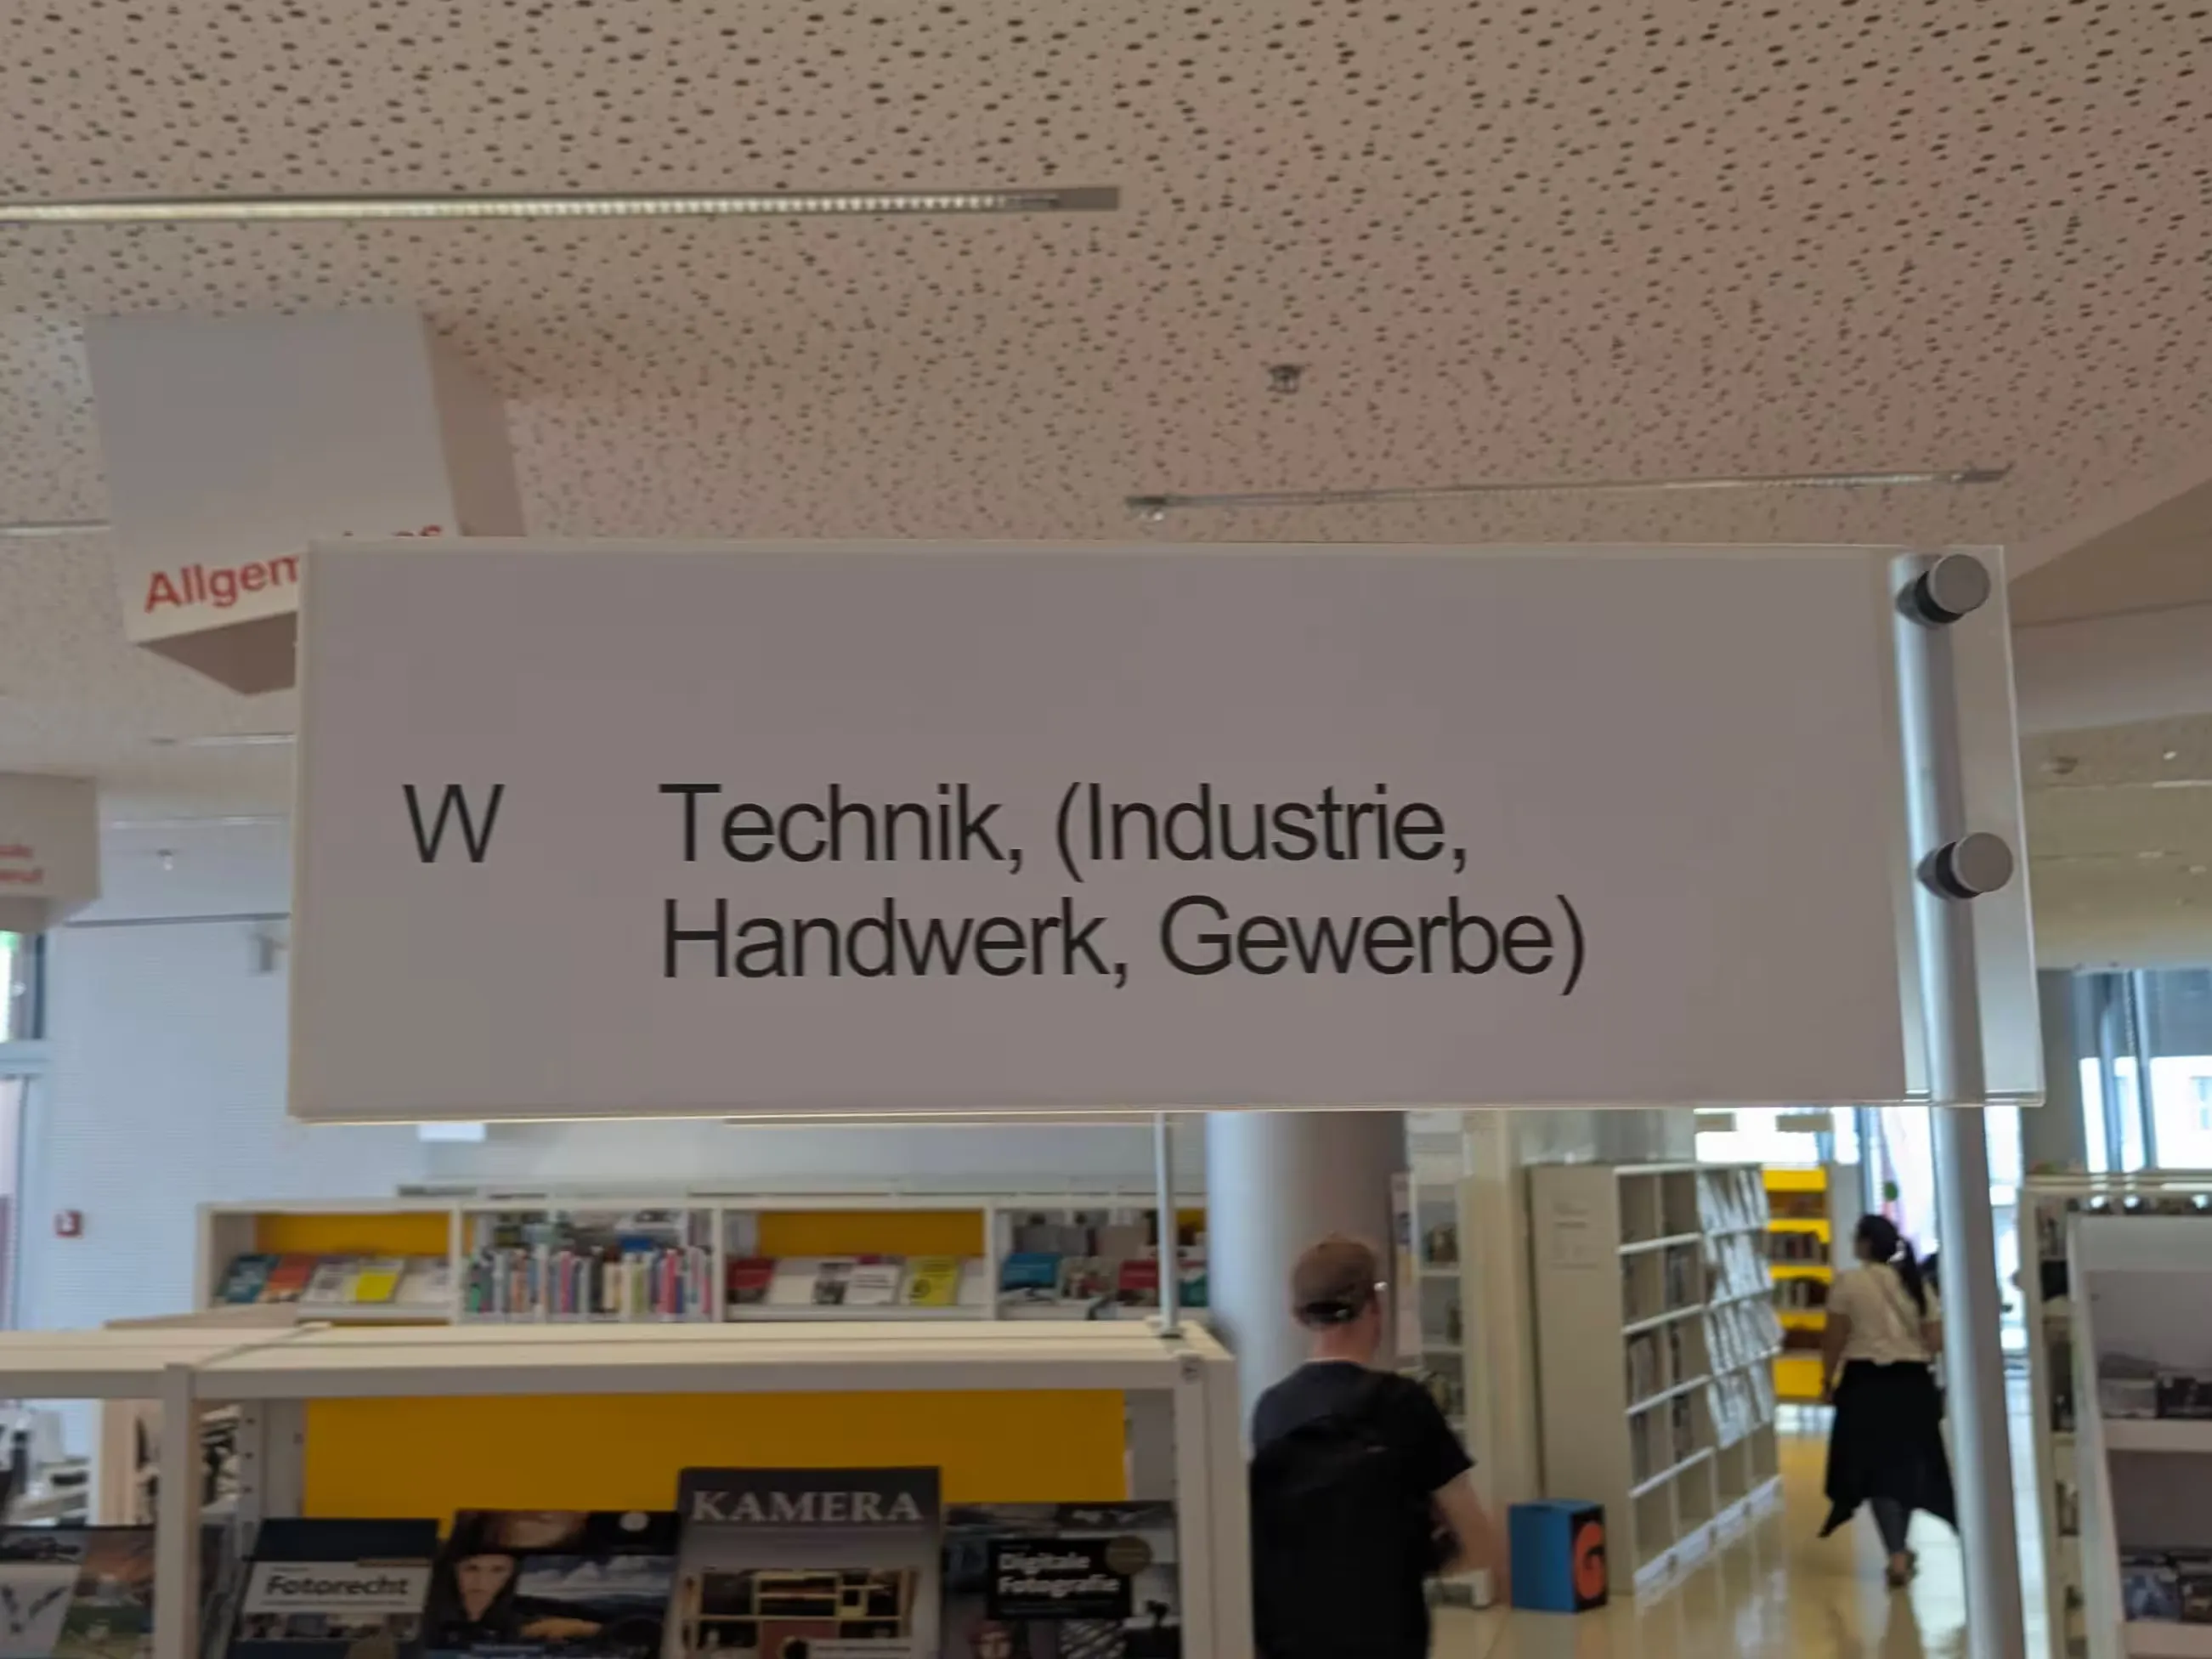 Allgem
W Technik, (Industrie,
Handwerk, Gewerbe)
KAMERA
Fotorecht
Digitale
Fotografie